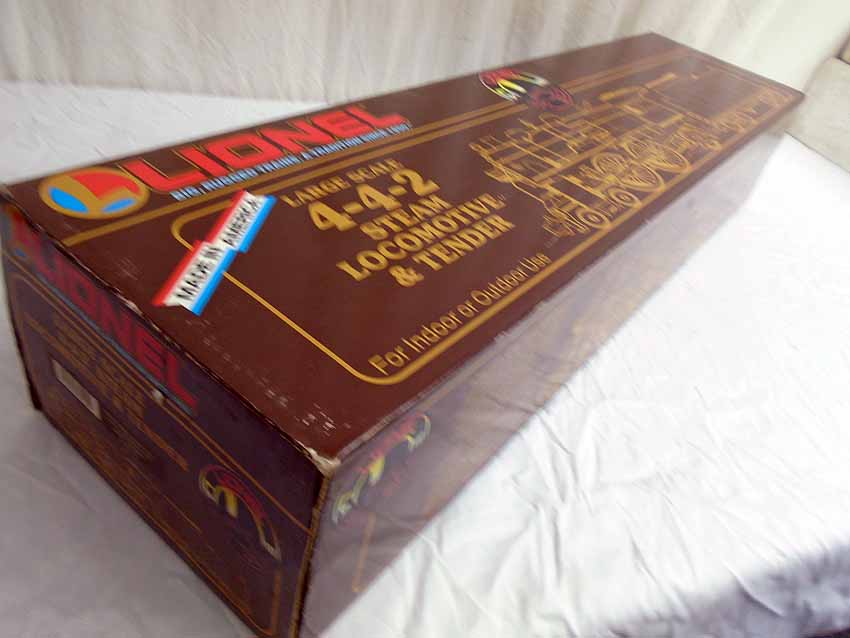 LIONEL
BIG, RUGGED TRAINS. A TRADITION SINCE 1900
MADE IN AMERICA
LARGE SCALE
4-4-2
STEAM
LOCOMOTIVE
& TENDER
For Indoor or Outdoor Use
LIONEL